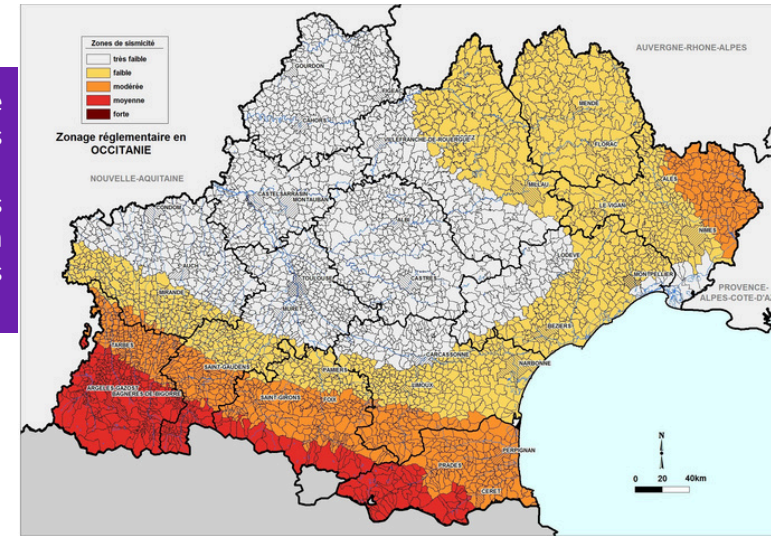 e
s
s
n
s
Zones de sismicité
très faible
faible
modérée
moyenne
forte
Zonage réglementaire en
OCCITANIE
AUVERGNE-RHONE-ALPES
NOUVELLE-AQUITAINE
PROVENCE-
ALPES-COTE-D'AZ
GOURDON
FIGEAC
CAHORS
VILLEFRANCHE-DE-ROUERGUE
MENDE
FLORAC
ALES
CASTELSARRASIN
MONTAUBAN
MILLAU
LE VIGAN
NIMES
CONDOM
ALBI
AUCH
TOULOUSE
CASTRES
LODEVE
MONTPELLIER
MIRANDE
MURET
BEZIERS
CARCASSONNE
NARBONNE
TARBES
SAINT-GAUDENS
PAMIERS
LIMOUX
ARGELES-GAZOST
BAGNERES-DE-BIGORRE
SAINT-GIRONS
FOIX
PERPIGNAN
PRADES
CERET
N
0 20 40km